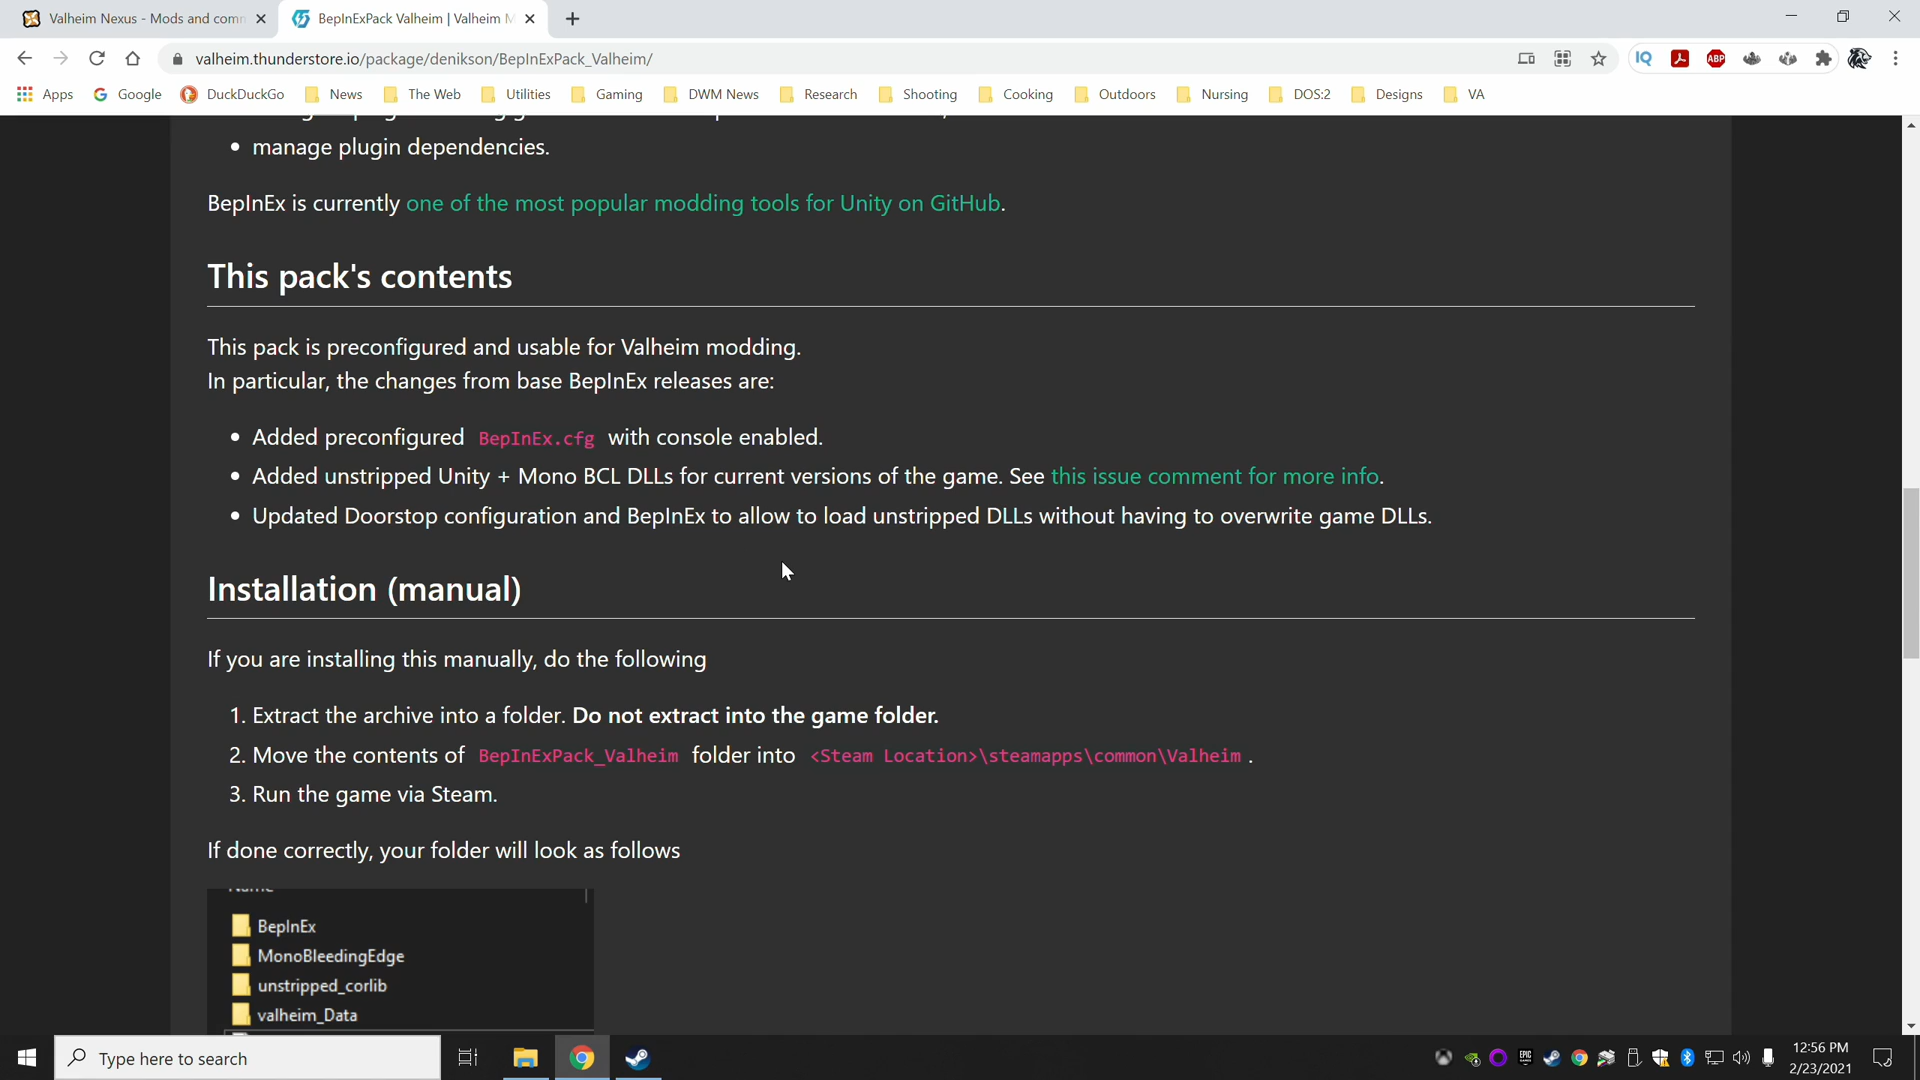 Valheim Nexus - Mods and com
BepInExPack Valheim | Valheim M
valheim.thunderstore.io/package/denikson/BepInExPack_Valheim/
IQ
ABP
Apps Google DuckDuckGo News The Web Utilities Gaming DWM News Research Shooting Cooking Outdoors Nursing DOS:2 Designs VA
• manage plugin dependencies.
BepInEx is currently one of the most popular modding tools for Unity on GitHub.
This pack's contents
This pack is preconfigured and usable for Valheim modding.
In particular, the changes from base BepInEx releases are:
• Added preconfigured BepInEx.cfg with console enabled.
• Added unstripped Unity + Mono BCL DLLs for current versions of the game. See this issue comment for more info.
• Updated Doorstop configuration and BepInEx to allow to load unstripped DLLs without having to overwrite game DLLs.
Installation (manual)
If you are installing this manually, do the following
1. Extract the archive into a folder. Do not extract into the game folder.
2. Move the contents of BepInExPack_Valheim folder into <Steam Location>\steamapps\common\Valheim .
3. Run the game via Steam.
If done correctly, your folder will look as follows
Name
BepInEx
MonoBleedingEdge
unstripped_corlib
valheim_Data
Type here to search
EPIC
12:56 PM
2/23/2021